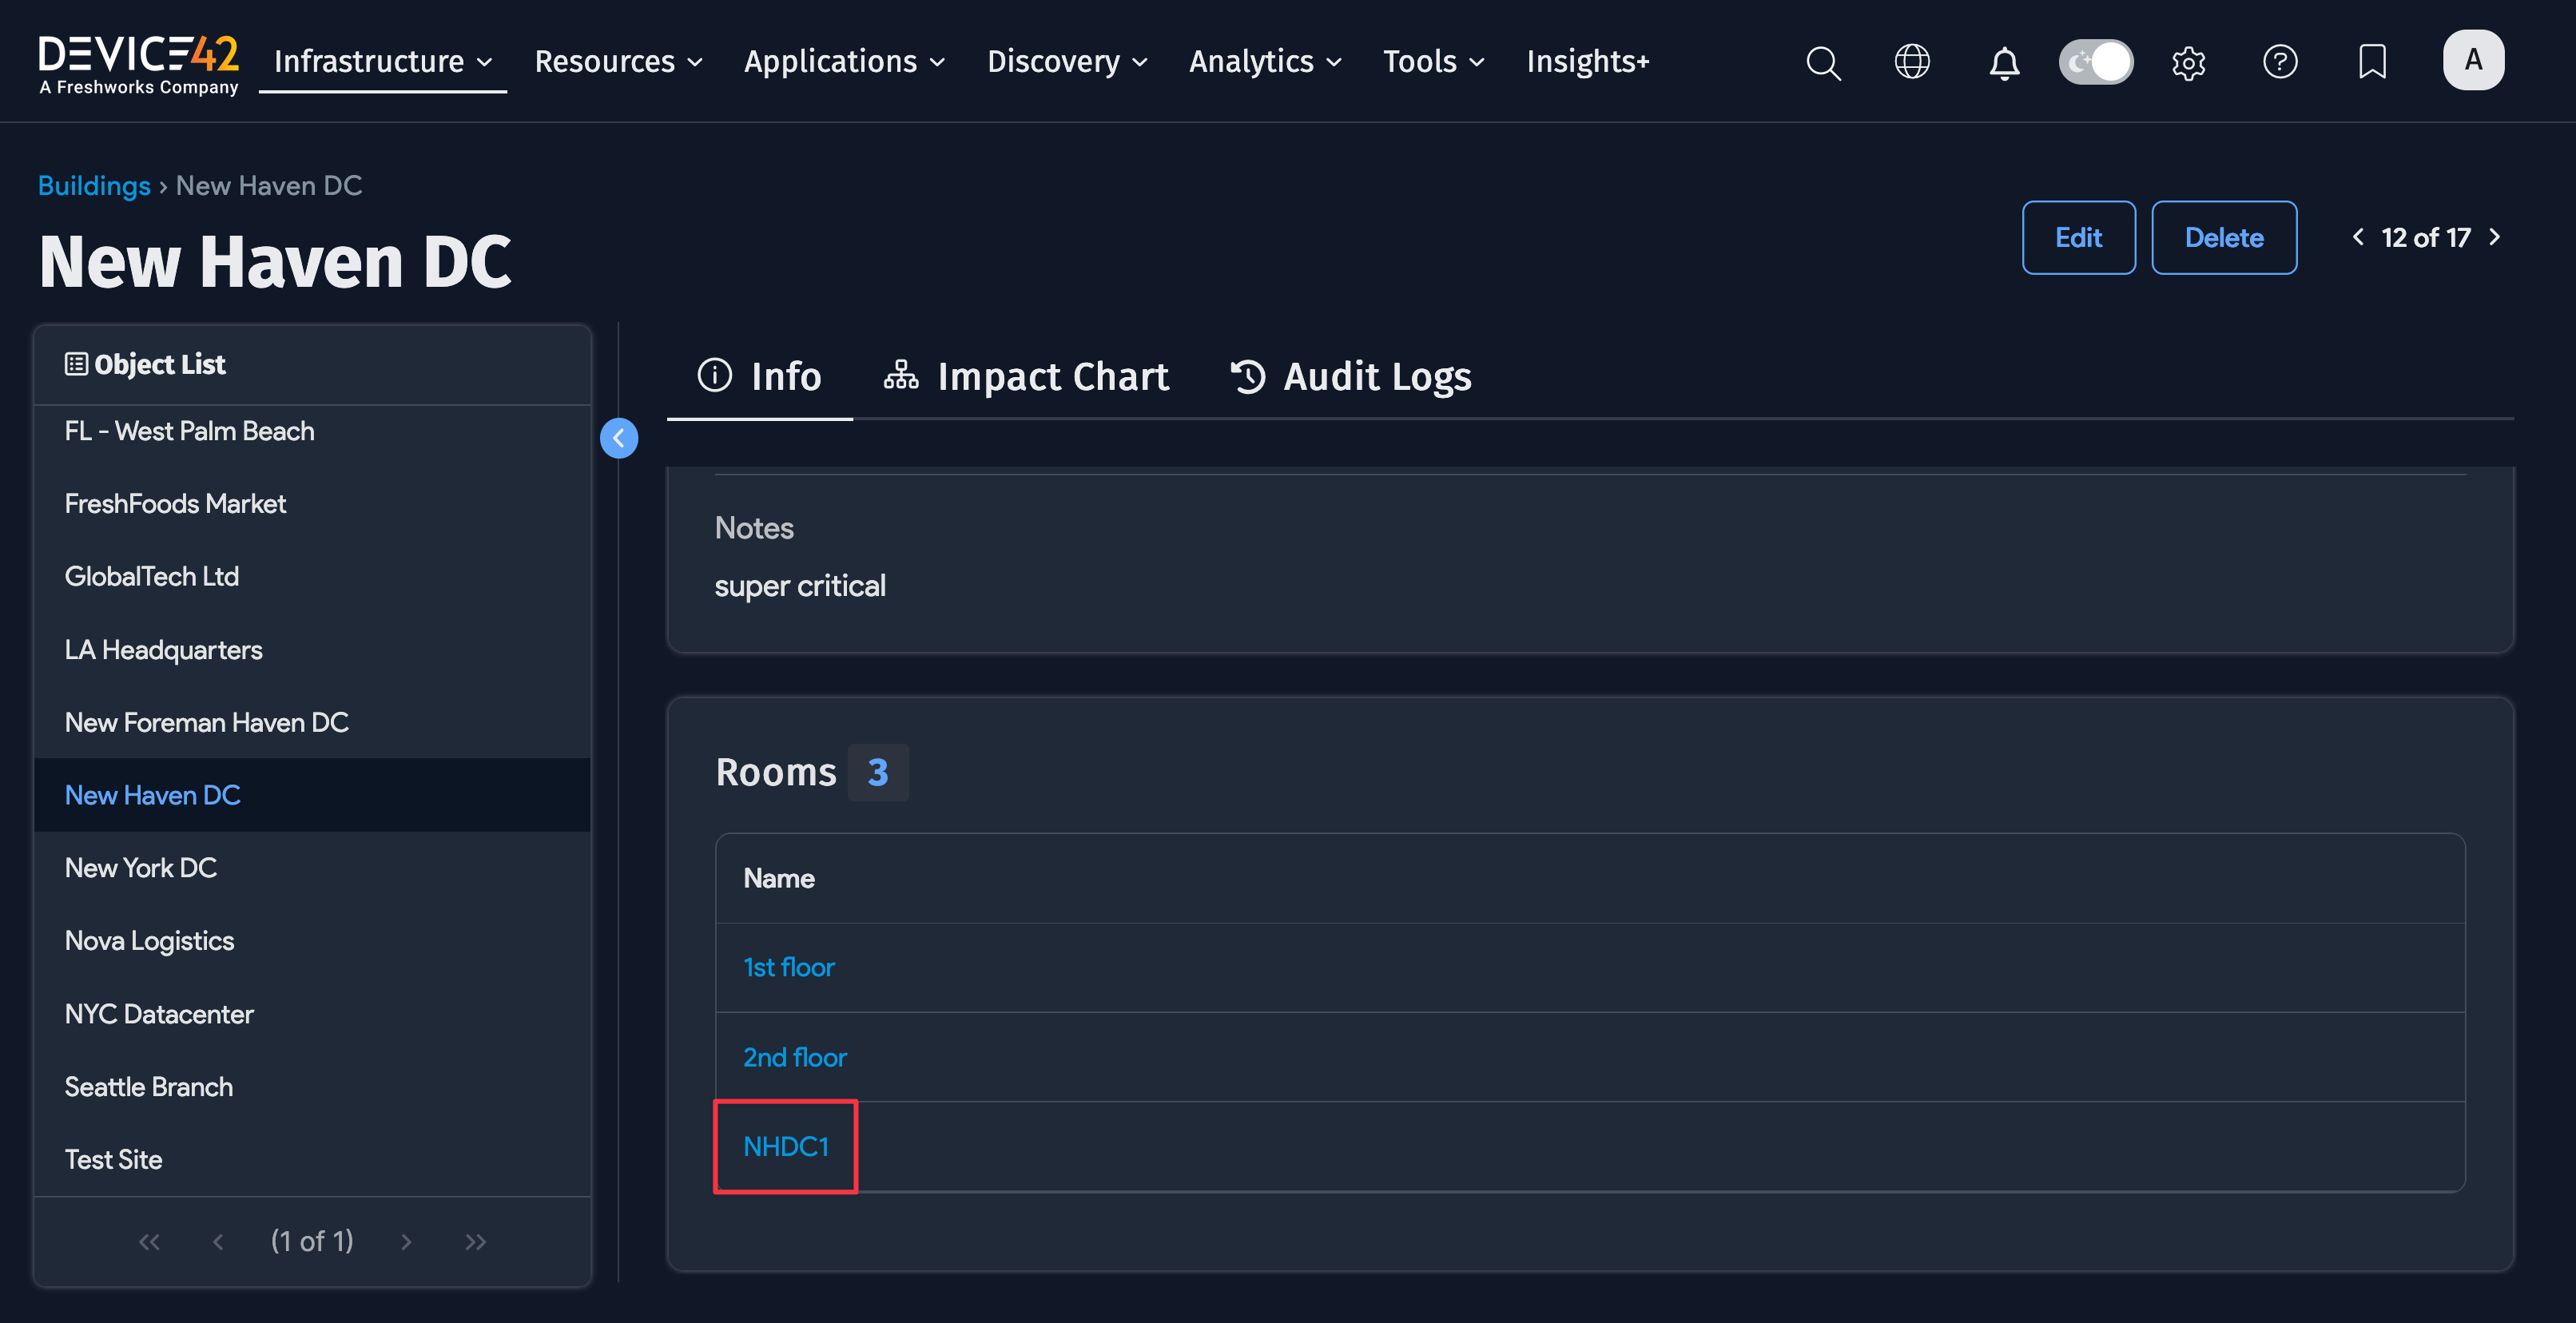 DEVICE42
A Freshworks Company
Infrastructure Resources Applications Discovery Analytics Tools Insights+
A
Buildings › New Haven DC
New Haven DC
Edit Delete 12 of 17
Object List
FL - West Palm Beach
FreshFoods Market
GlobalTech Ltd
LA Headquarters
New Foreman Haven DC
New Haven DC
New York DC
Nova Logistics
NYC Datacenter
Seattle Branch
Test Site
(1 of 1)
Info Impact Chart Audit Logs
Notes
super critical
Rooms 3
Name
1st floor
2nd floor
NHDC1